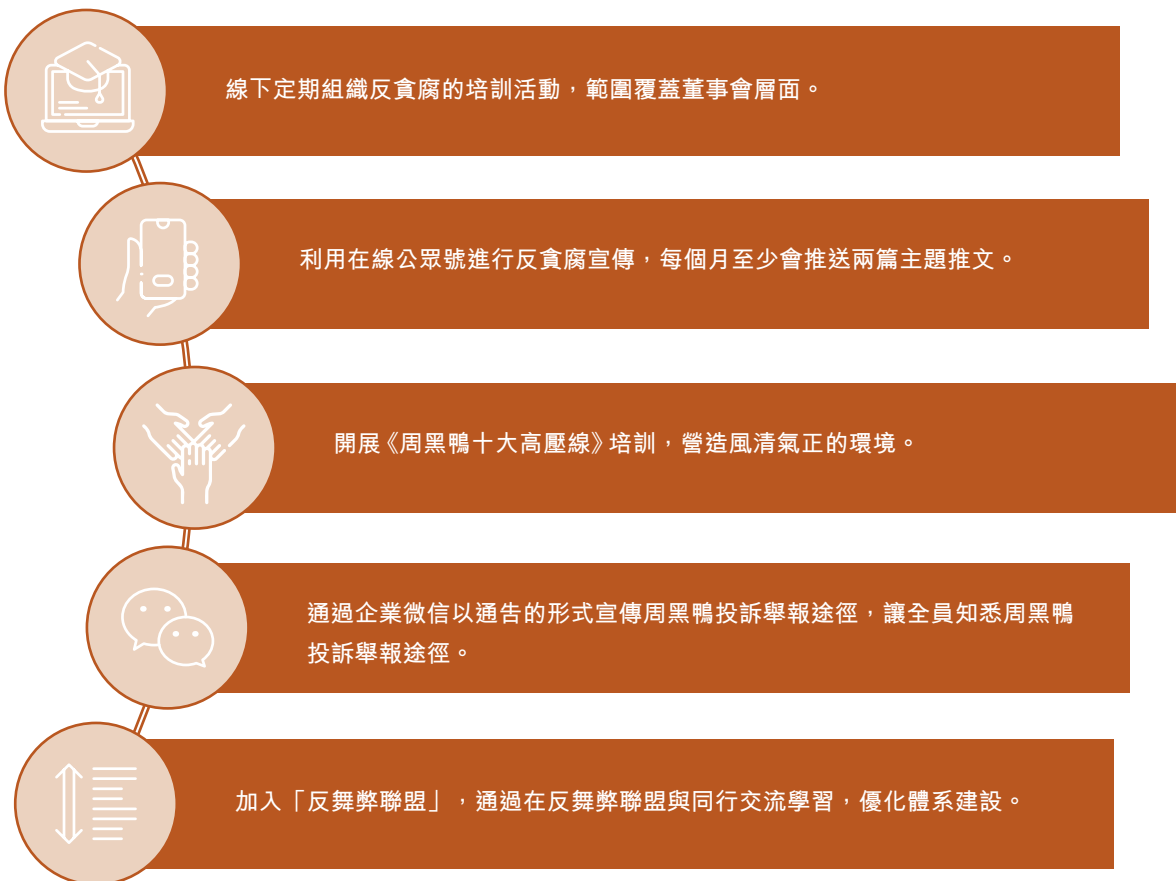 線下定期組織反貪腐的培訓活動，範圍覆蓋董事會層面。
利用在線公眾號進行反貪腐宣傳，每個月至少會推送兩篇主題推文。
開展《周黑鴨十大高壓線》培訓，營造風清氣正的環境。
通過企業微信以通告的形式宣傳周黑鴨投訴舉報途徑，讓全員知悉周黑鴨
投訴舉報途徑。
加入「反舞弊聯盟」，通過在反舞弊聯盟與同行交流學習，優化體系建設。